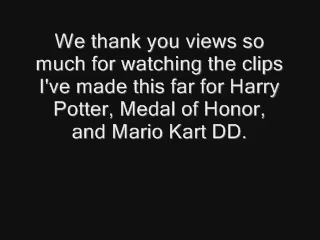 We thank you views so
much for watching the clips
I've made this far for Harry
Potter, Medal of Honor,
and Mario Kart DD.